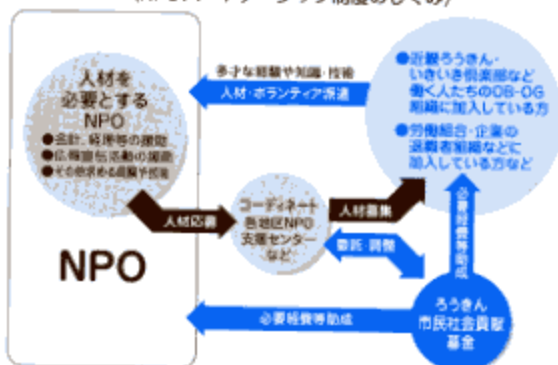 人材を
必要とする
NPO
●会計、経理等の援助
●広報宣伝活動の援助
●その他求める経験や技術
NPO
多才な経験や知識・技術
人材・ボランティア派遣
●近畿ろうきん・
いきいき倶楽部など
働く人たちのOB・OG
組織に加入している方
●労働組合・企業の
退職者組織などに
加入している方など
人材応募
コーディネート
各地区NPO
支援センター
など
人材募集
委託・調整
必要経費等助成
必要経費等助成
ろうきん
市民社会貢献
基金